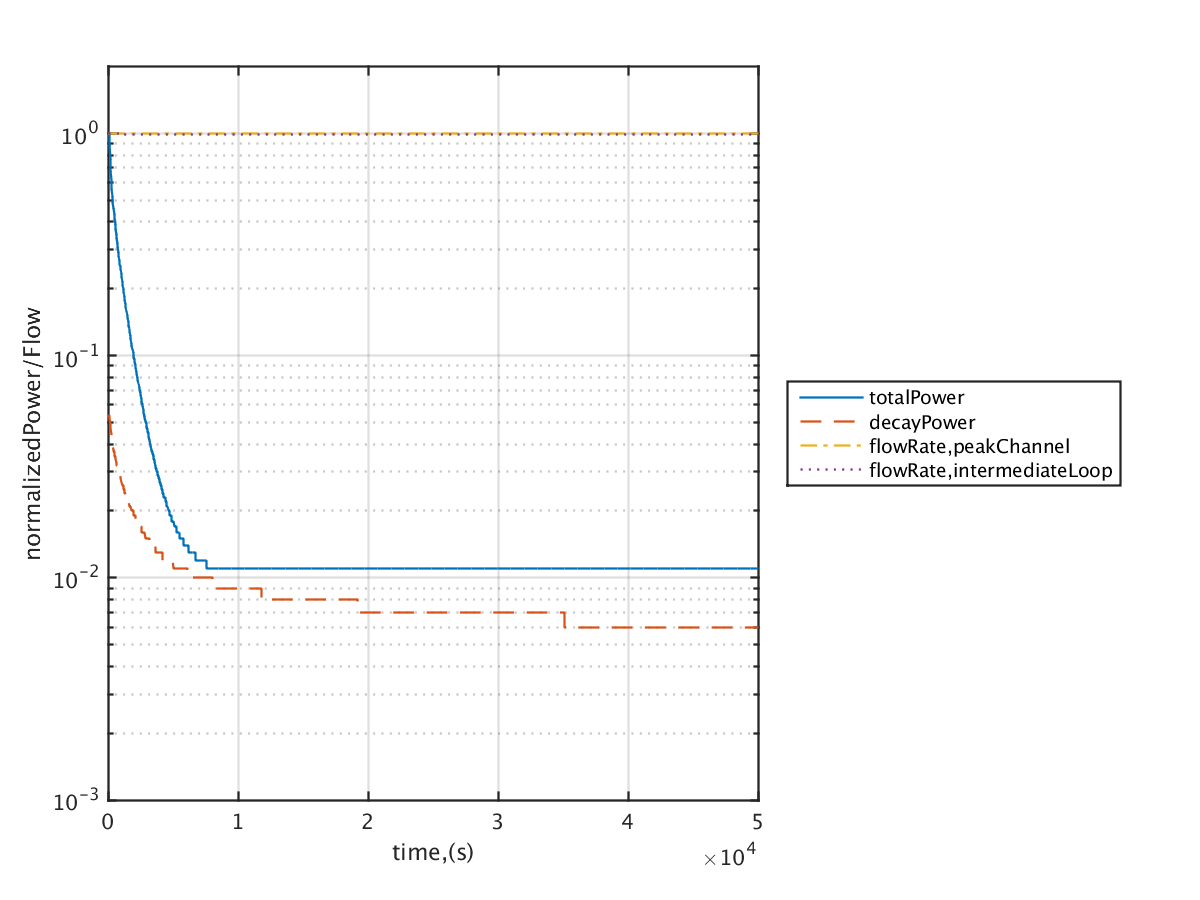 10^0
10^-1
10^-2
10^-3
normalizedPower/Flow
0 1 2 3 4 5
time,(s)
×10^4
totalPower
decayPower
flowRate,peakChannel
flowRate,intermediateLoop